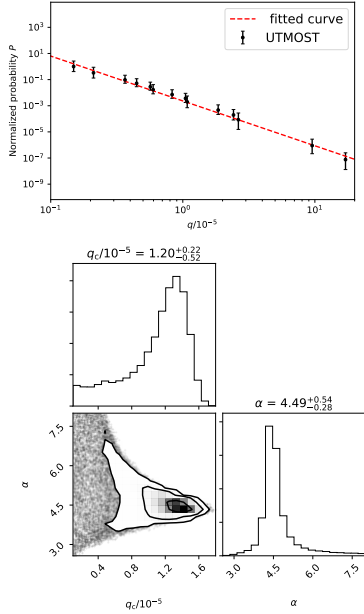 fitted curve
UTMOST
Normalized probability P
10³
10¹
10⁻¹
10⁻³
10⁻⁵
10⁻⁷
10⁻⁹
10⁻¹ 10⁰ 10¹
q/10⁻⁵
q_c/10⁻⁵ = 1.20^{+0.22}_{−0.52}
α = 4.49^{+0.54}_{−0.28}
α
7.5
6.0
4.5
3.0
0.4 0.8 1.2 1.6
q_c/10⁻⁵
3.0 4.5 6.0 7.5
α